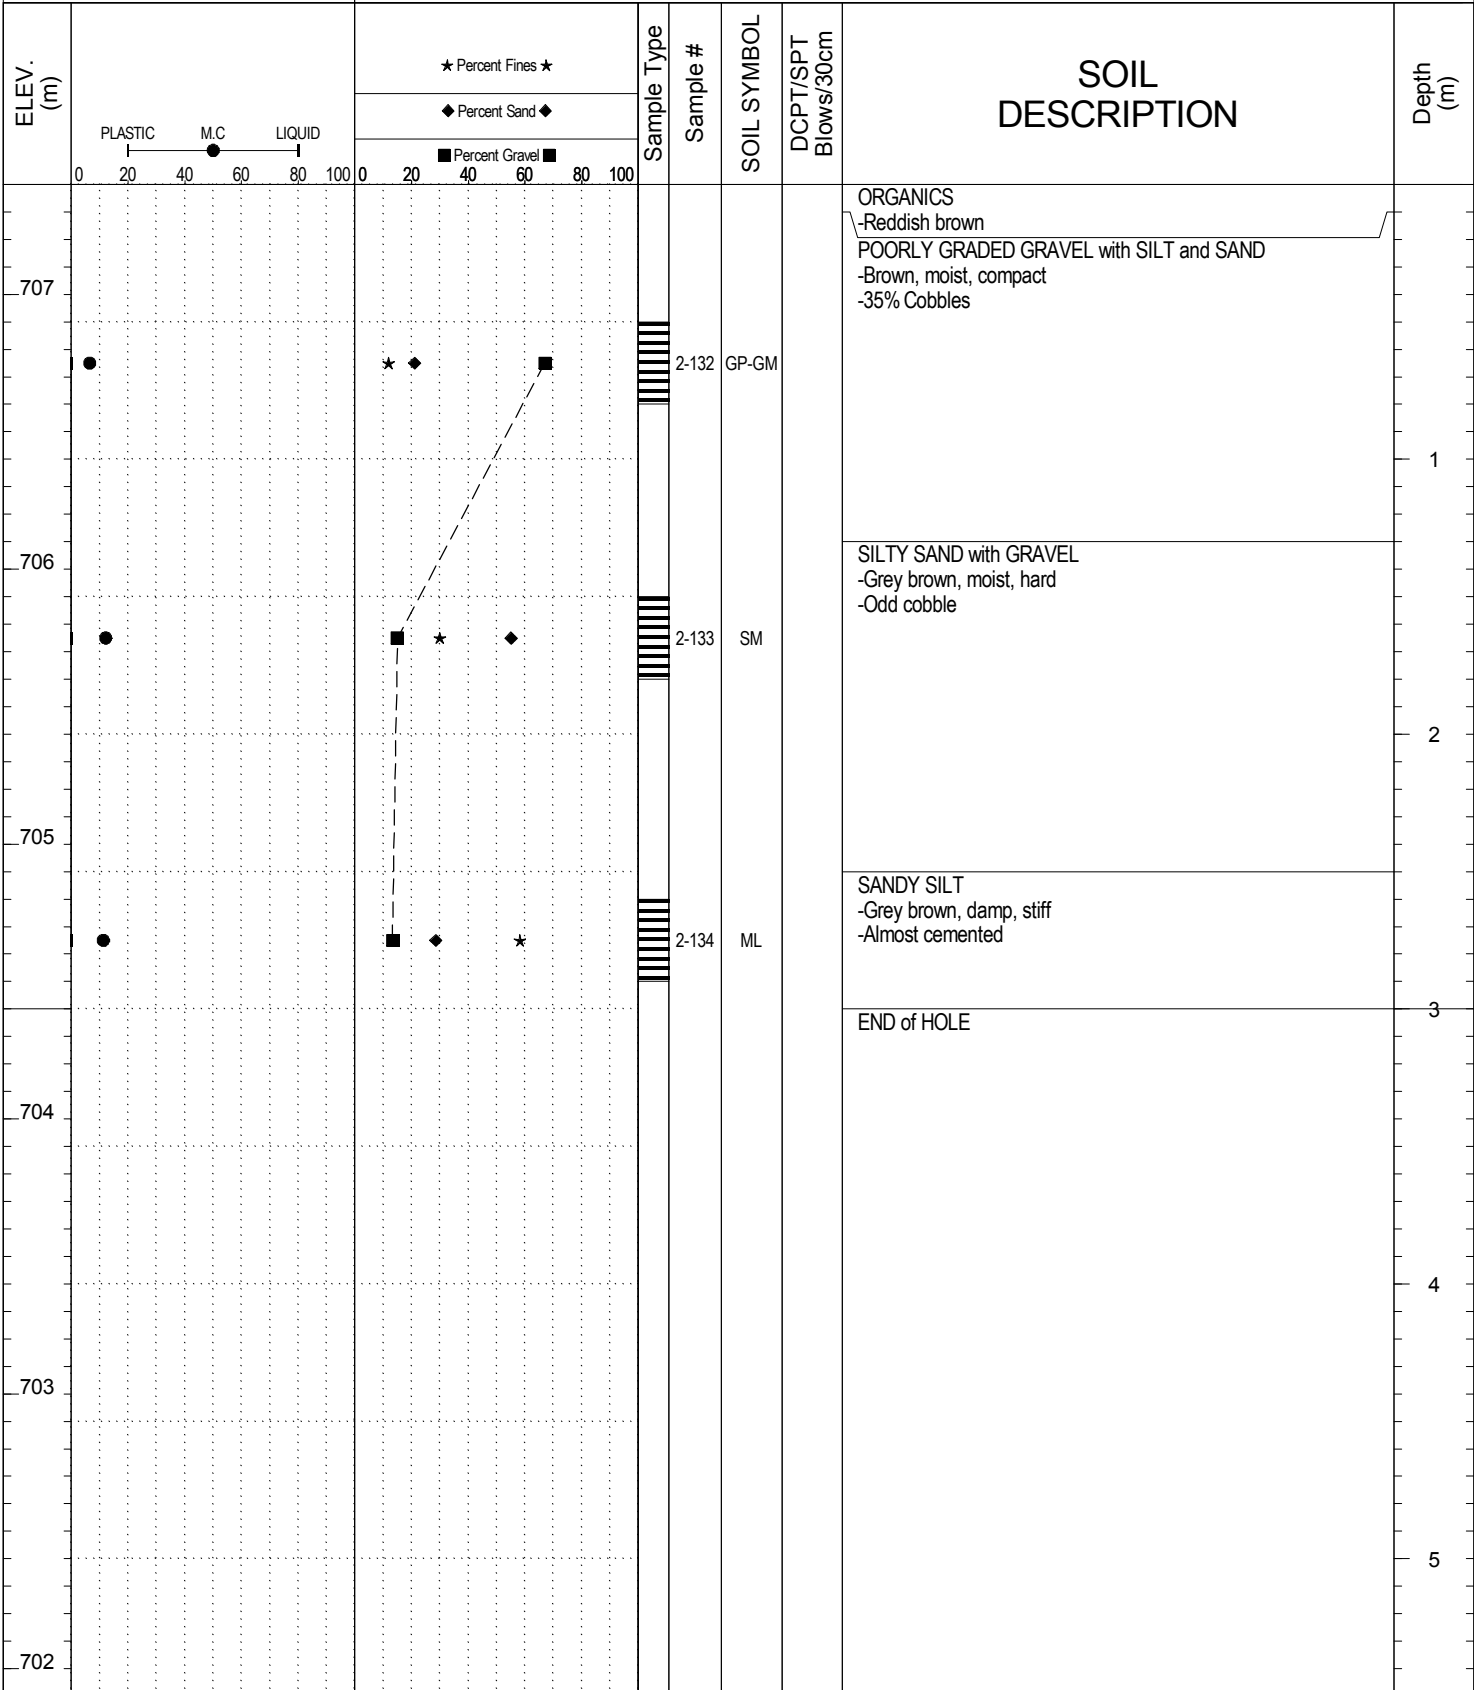 ELEV.
(m)
PLASTIC M.C LIQUID
0 20 40 60 80 100
★ Percent Fines ★
◆ Percent Sand ◆
■ Percent Gravel ■
0 20 40 60 80 100
Sample Type
Sample #
SOIL SYMBOL
DCPT/SPT
Blows/30cm
SOIL
DESCRIPTION
Depth
(m)
ORGANICS
-Reddish brown
POORLY GRADED GRAVEL with SILT and SAND
-Brown, moist, compact
707
-35% Cobbles
2-132 GP-GM
1
SILTY SAND with GRAVEL
706
-Grey brown, moist, hard
-Odd cobble
2-133 SM
2
705
SANDY SILT
-Grey brown, damp, stiff
-Almost cemented
2-134 ML
3
END of HOLE
704
4
703
5
702